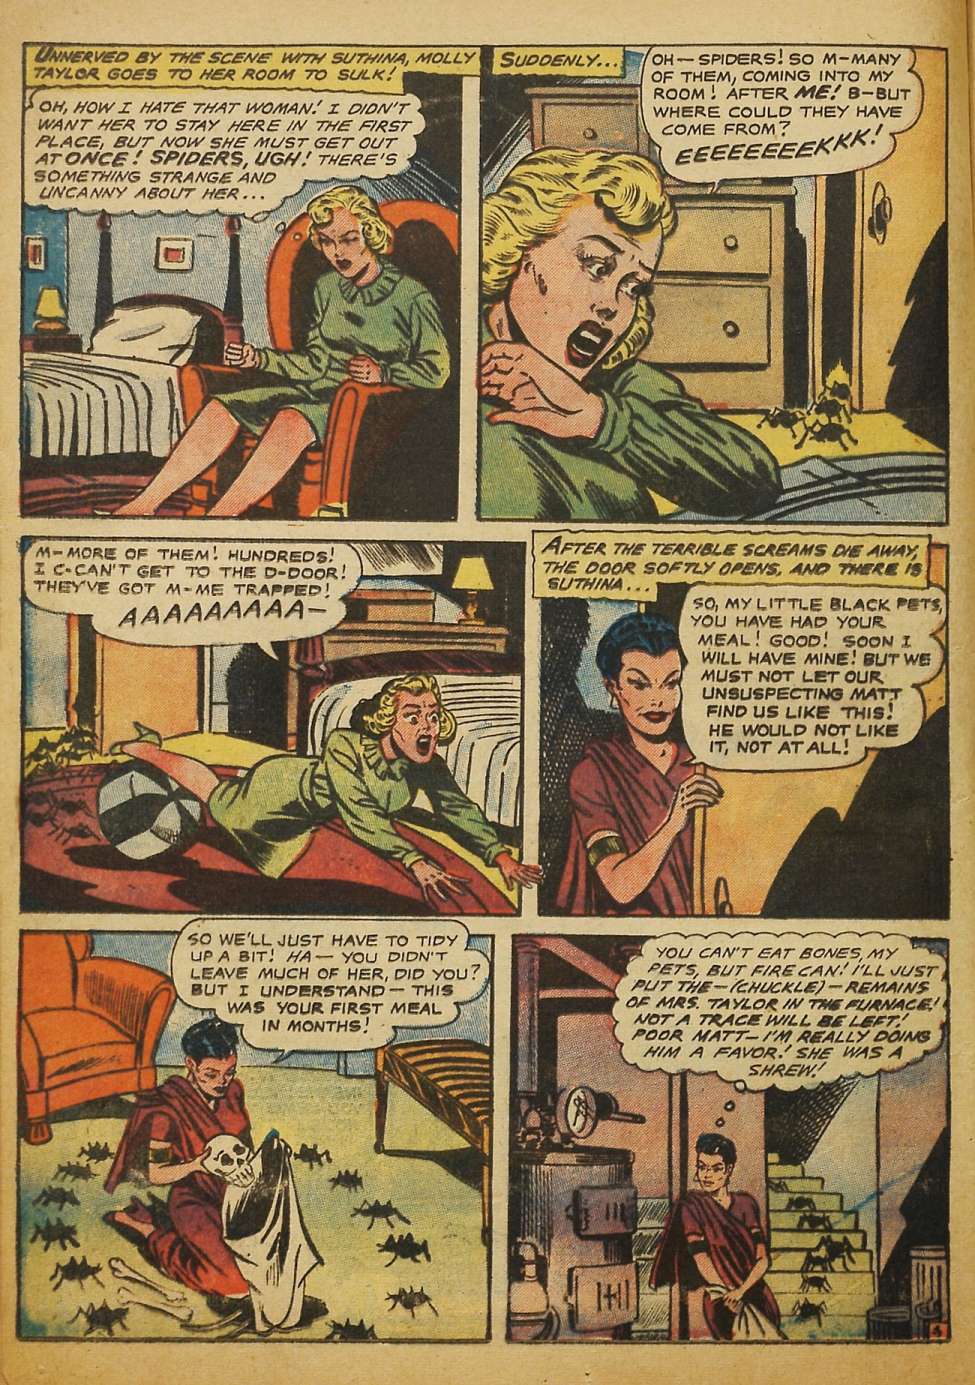 UNNERVED BY THE SCENE WITH SUTHINA, MOLLY
TAYLOR GOES TO HER ROOM TO SULK!
OH, HOW I HATE THAT WOMAN! I DIDN'T
WANT HER TO STAY HERE IN THE FIRST
PLACE, BUT NOW SHE MUST GET OUT
AT ONCE! SPIDERS, UGH! THERE'S
SOMETHING STRANGE AND
UNCANNY ABOUT HER...
SUDDENLY...
OH-SPIDERS! SO M-MANY
OF THEM, COMING INTO MY
ROOM! AFTER ME! B-BUT
WHERE COULD THEY HAVE
COME FROM?
EEEEEEEEKKK!
M-MORE OF THEM! HUNDREDS!
I C-CAN'T GET TO THE D-DOOR!
THEY'VE GOT M-ME TRAPPED!
AAAAAAAAAA-
AFTER THE TERRIBLE SCREAMS DIE AWAY,
THE DOOR SOFTLY OPENS, AND THERE IS
SUTHINA...
SO, MY LITTLE BLACK PETS,
YOU HAVE HAD YOUR
MEAL! GOOD! SOON I
WILL HAVE MINE! BUT WE
MUST NOT LET OUR
UNSUSPECTING MATT
FIND US LIKE THIS!
HE WOULD NOT LIKE
IT, NOT AT ALL!
SO WE'LL JUST HAVE TO TIDY
UP A BIT! HA- YOU DIDN'T
LEAVE MUCH OF HER, DID YOU?
BUT I UNDERSTAND- THIS
WAS YOUR FIRST MEAL
IN MONTHS!
YOU CAN'T EAT BONES, MY
PETS, BUT FIRE CAN! I'LL JUST
PUT THE-(CHUCKLE)-REMAINS
OF MRS. TAYLOR IN THE FURNACE!
NOT A TRACE WILL BE LEFT!
POOR MATT-I'M REALLY DOING
HIM A FAVOR! SHE WAS A
SHREW!